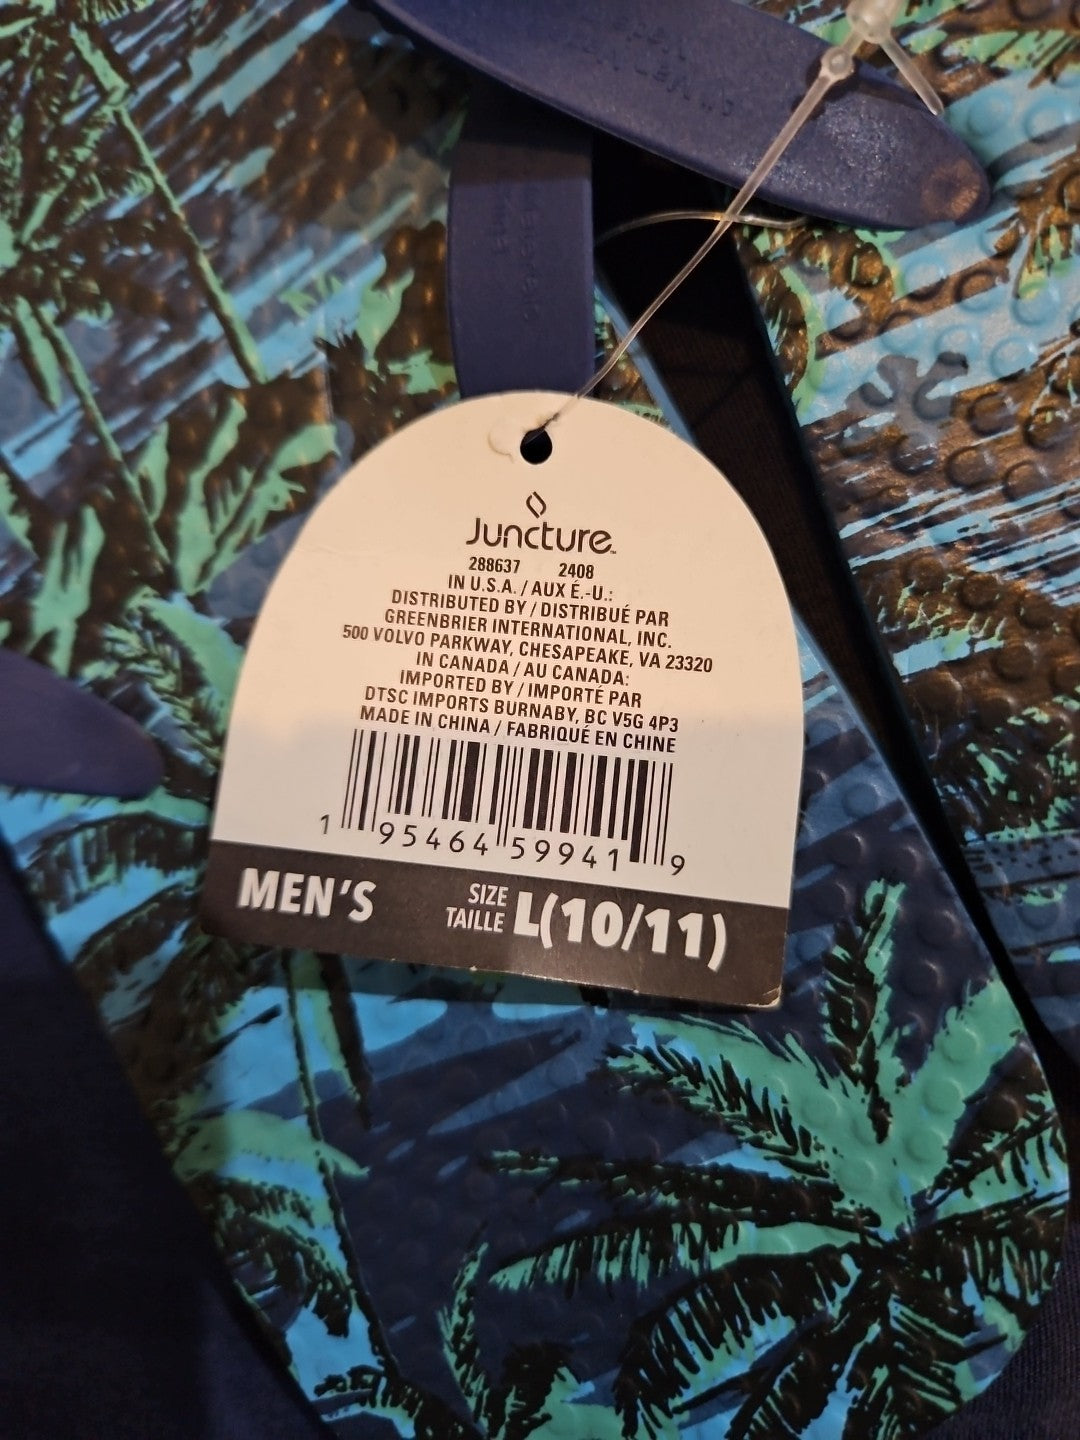 Juncture
288637 2408
IN U.S.A. / AUX É.-U.:
DISTRIBUTED BY / DISTRIBUÉ PAR
GREENBRIER INTERNATIONAL, INC.
500 VOLVO PARKWAY, CHESAPEAKE, VA 23320
IN CANADA / AU CANADA:
IMPORTED BY / IMPORTÉ PAR
DTSC IMPORTS BURNABY, BC V5G 4P3
MADE IN CHINA / FABRIQUÉ EN CHINE
1 95464 59941 9
MEN'S SIZE L(10/11)
TAILLE